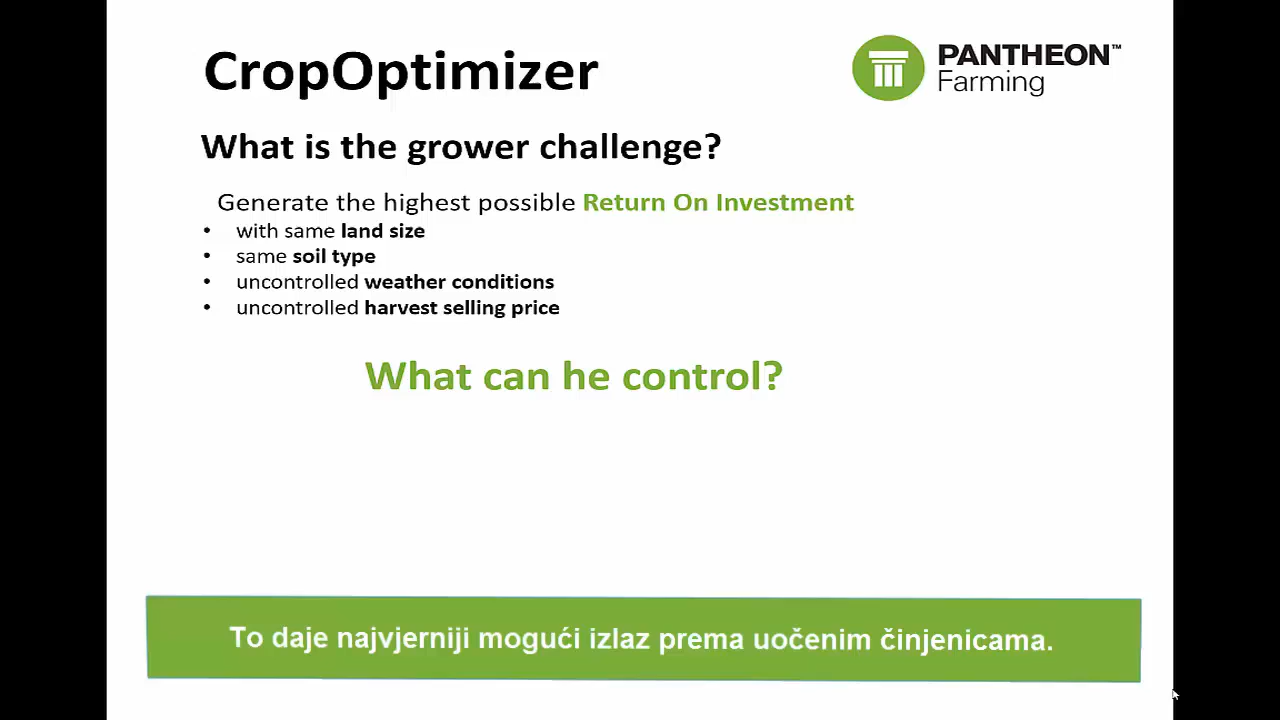 CropOptimizer
PANTHEON™
Farming
What is the grower challenge?
Generate the highest possible Return On Investment
• with same land size
• same soil type
• uncontrolled weather conditions
• uncontrolled harvest selling price
What can he control?
To daje najvjerniji mogući izlaz prema uočenim činjenicama.